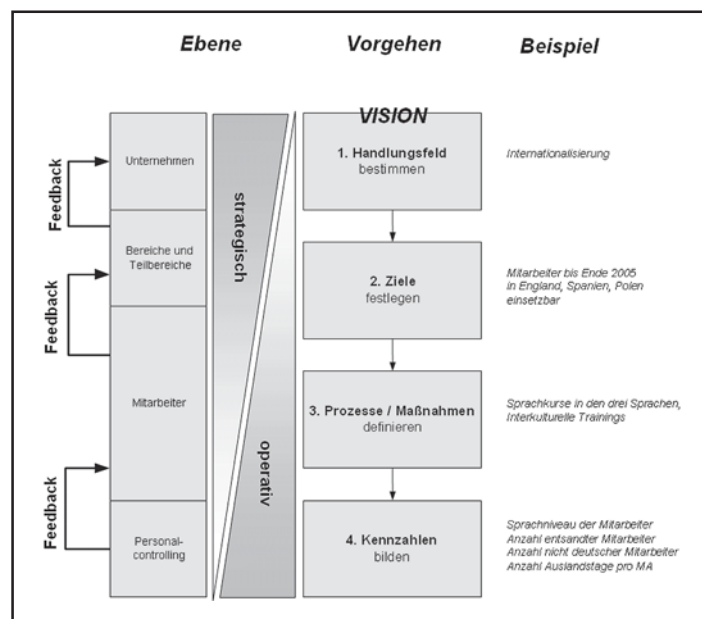 Ebene
Vorgehen
Beispiel
Feedback
Feedback
Feedback
Unternehmen
Bereiche und
Teilbereiche
Mitarbeiter
Personal-
controlling
strategisch
operativ
VISION
1. Handlungsfeld
bestimmen
2. Ziele
festlegen
3. Prozesse / Maßnahmen
definieren
4. Kennzahlen
bilden
Internationalisierung
Mitarbeiter bis Ende 2005
in England, Spanien, Polen
einsetzbar
Sprachkurse in den drei Sprachen,
Interkulturelle Trainings
Sprachniveau der Mitarbeiter
Anzahl entsandter Mitarbeiter
Anzahl nicht deutscher Mitarbeiter
Anzahl Auslandstage pro MA